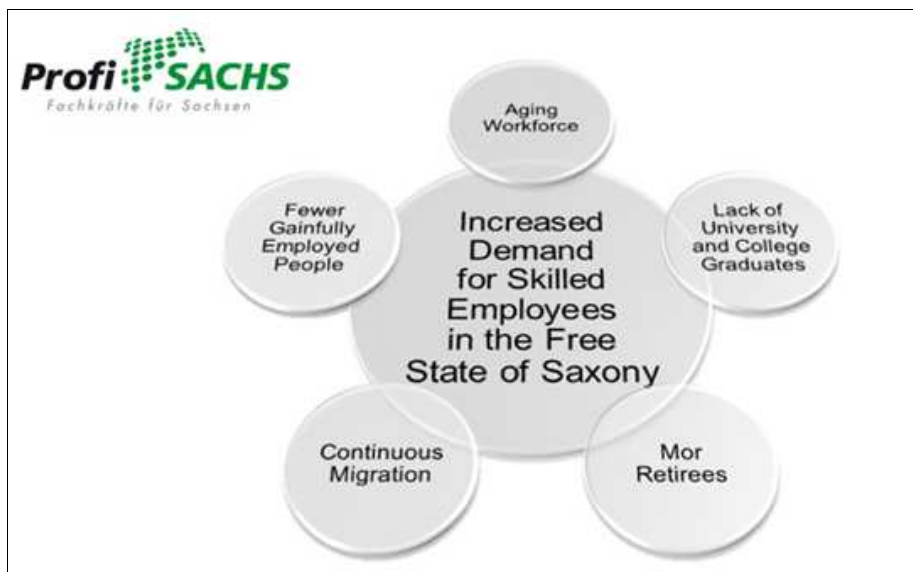 Profi SACHS
Fachkräfte für Sachsen
Aging
Workforce
Fewer
Gainfully
Employed
People
Increased
Demand
for Skilled
Employees
in the Free
State of Saxony
Lack of
University
and College
Graduates
Continuous
Migration
Mor
Retirees